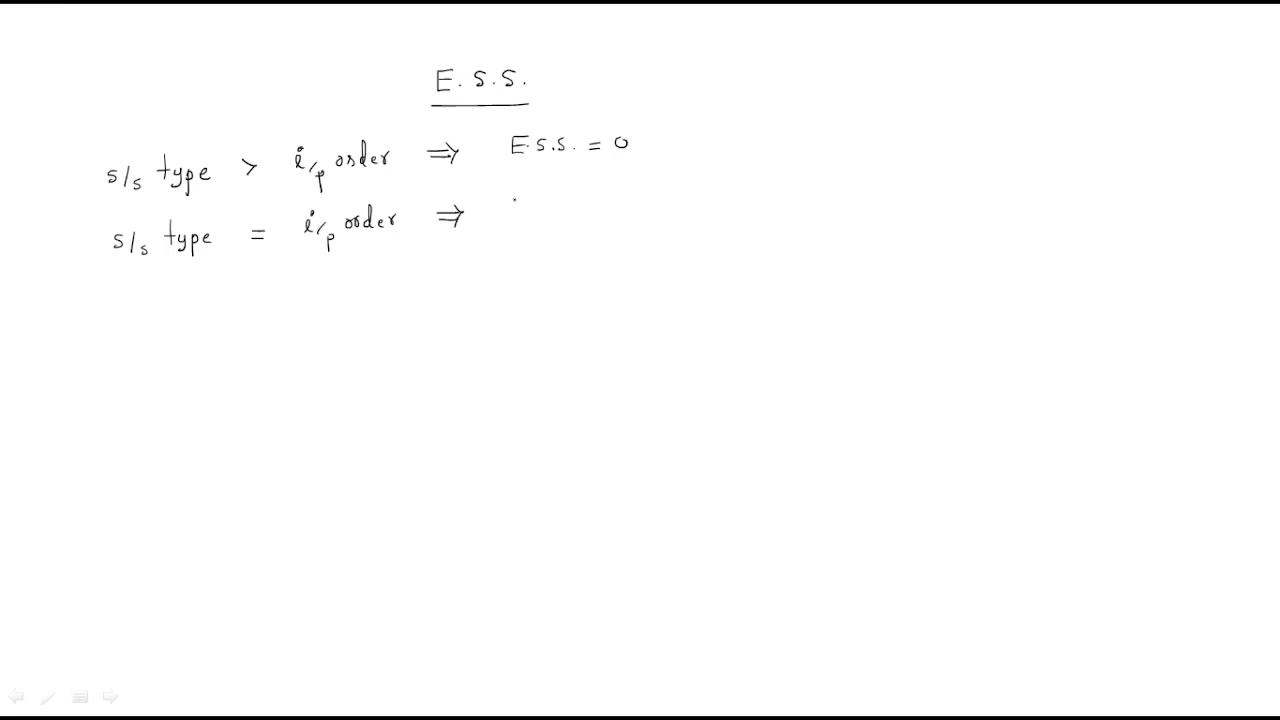 E.S.S.
s/s type > i/p order ⇒ E.S.S. = 0
s/s type = i/p order ⇒